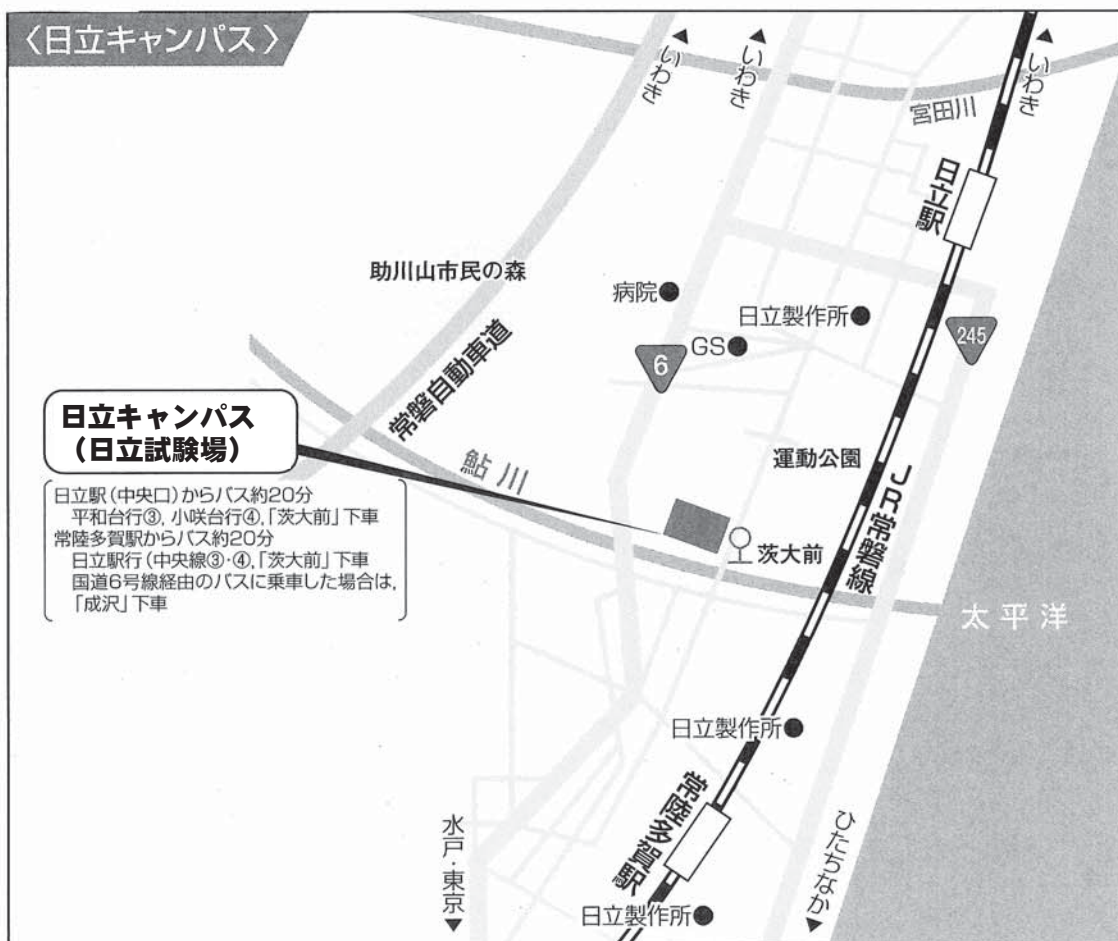 〈日立キャンパス〉
いわき
いわき
いわき
宮田川
日立駅
助川山市民の森
病院
日立製作所
GS
6
245
常磐自動車道
日立キャンパス
(日立試験場)
鮎川
運動公園
JR常磐線
日立駅(中央口)からバス約20分
平和台行③, 小咲台行④,「茨大前」下車
常陸多賀駅からバス約20分
日立駅行(中央線③・④,「茨大前」下車
国道6号線経由のバスに乗車した場合は,
「成沢」下車
茨大前
太平洋
日立製作所
常陸多賀駅
水戸・東京
ひたちなか
日立製作所